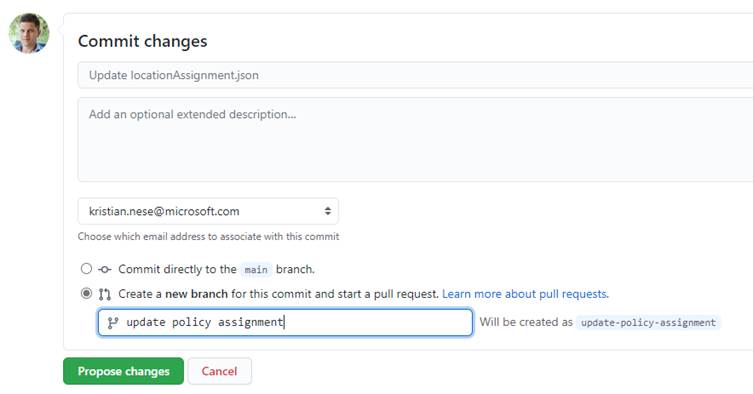 Commit changes
Update locationAssignment.json
Add an optional extended description...
kristian.nese@microsoft.com
Choose which email address to associate with this commit
Commit directly to the main branch.
Create a new branch for this commit and start a pull request. Learn more about pull requests.
update policy assignment Will be created as update-policy-assignment
Propose changes Cancel